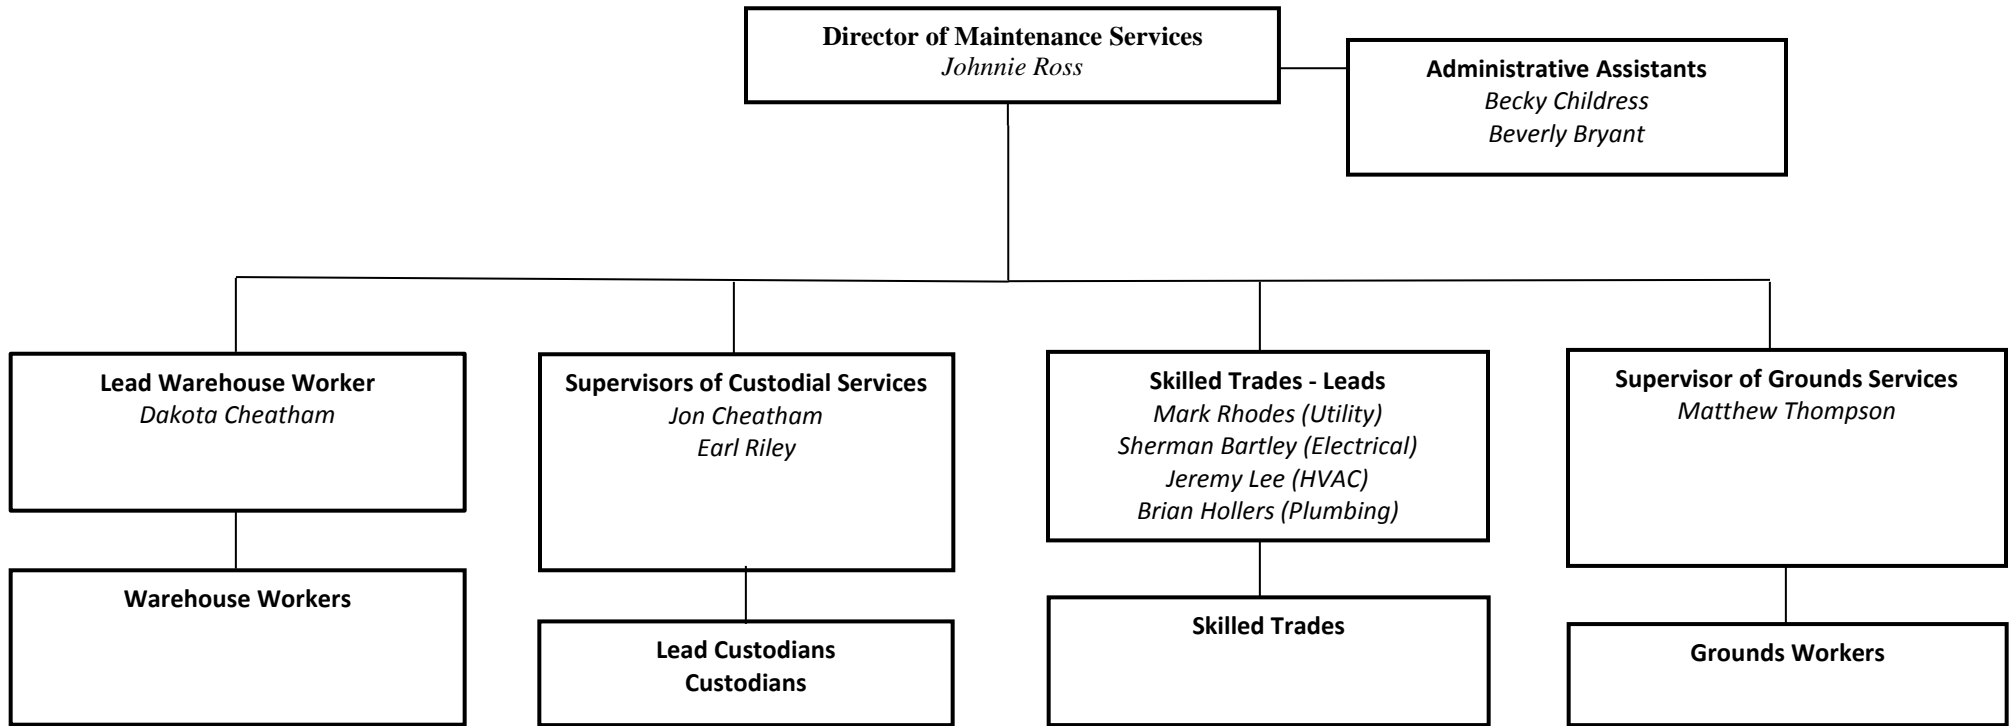 Director of Maintenance Services
Johnnie Ross
Administrative Assistants
Becky Childress
Beverly Bryant
Lead Warehouse Worker
Dakota Cheatham
Supervisors of Custodial Services
Jon Cheatham
Earl Riley
Skilled Trades - Leads
Mark Rhodes (Utility)
Sherman Bartley (Electrical)
Jeremy Lee (HVAC)
Brian Hollers (Plumbing)
Supervisor of Grounds Services
Matthew Thompson
Warehouse Workers
Lead Custodians
Custodians
Skilled Trades
Grounds Workers